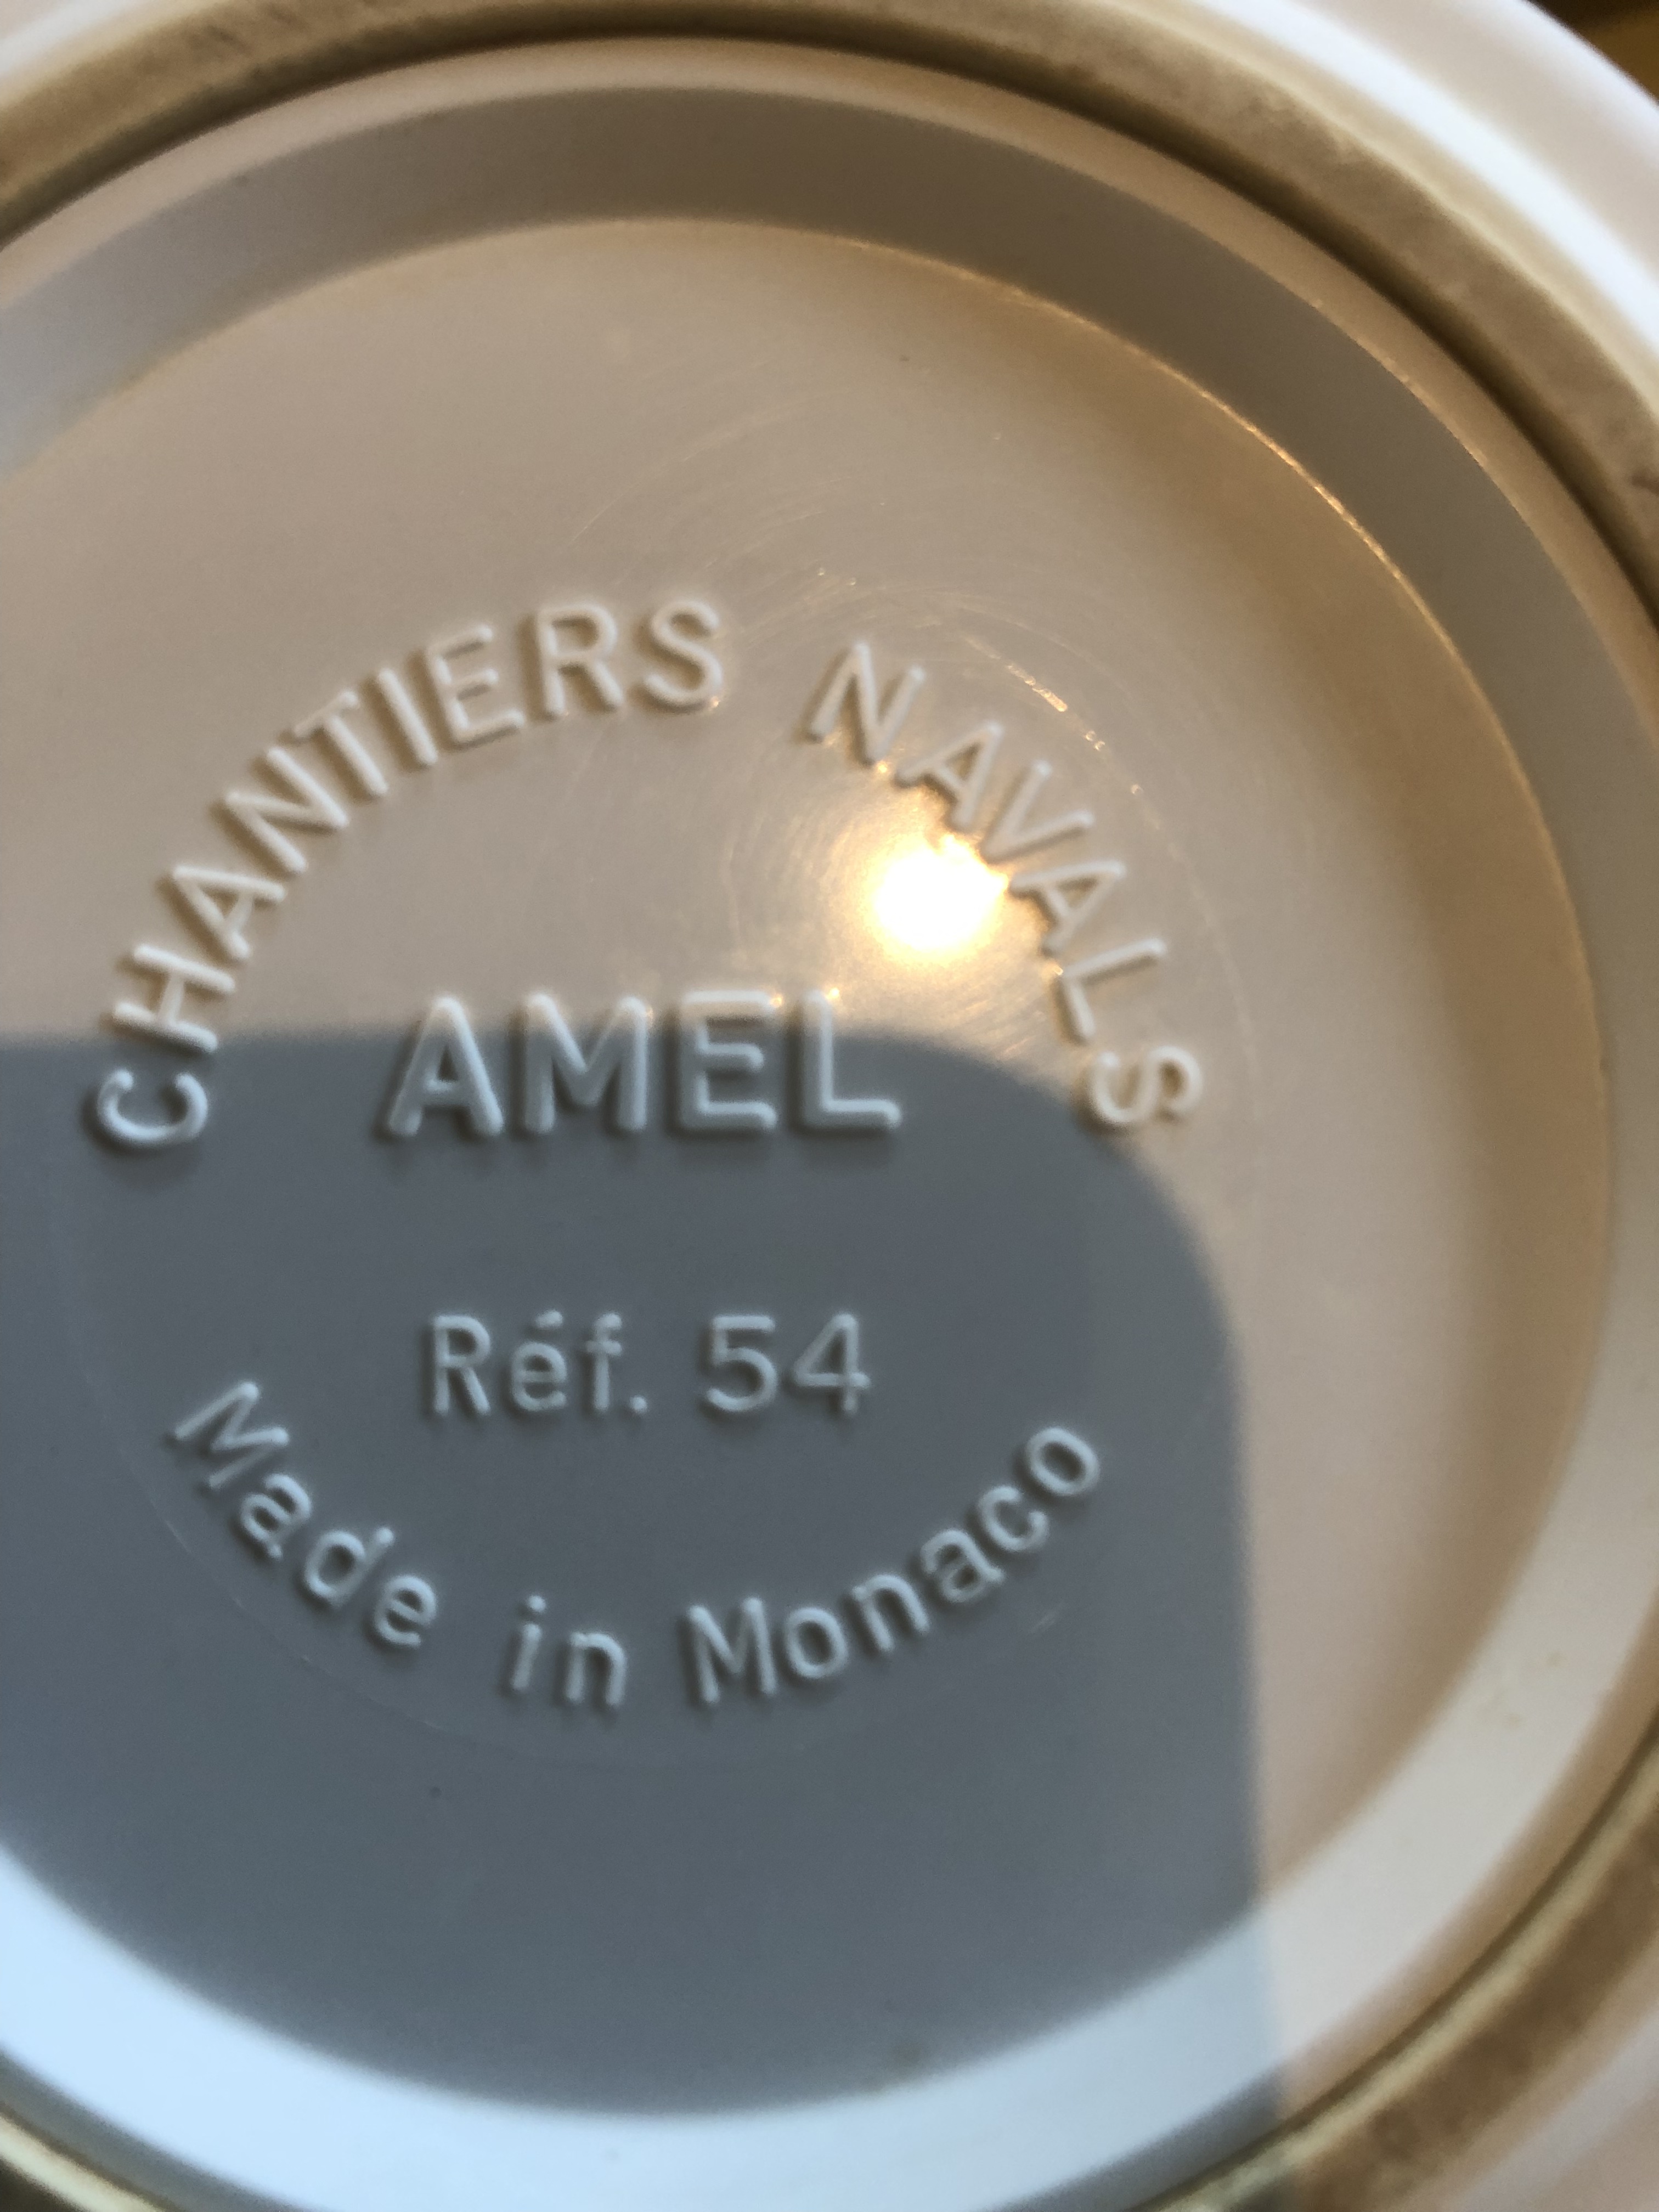 CHANTIERS NAVALS
AMEL
Réf. 54
Made in Monaco